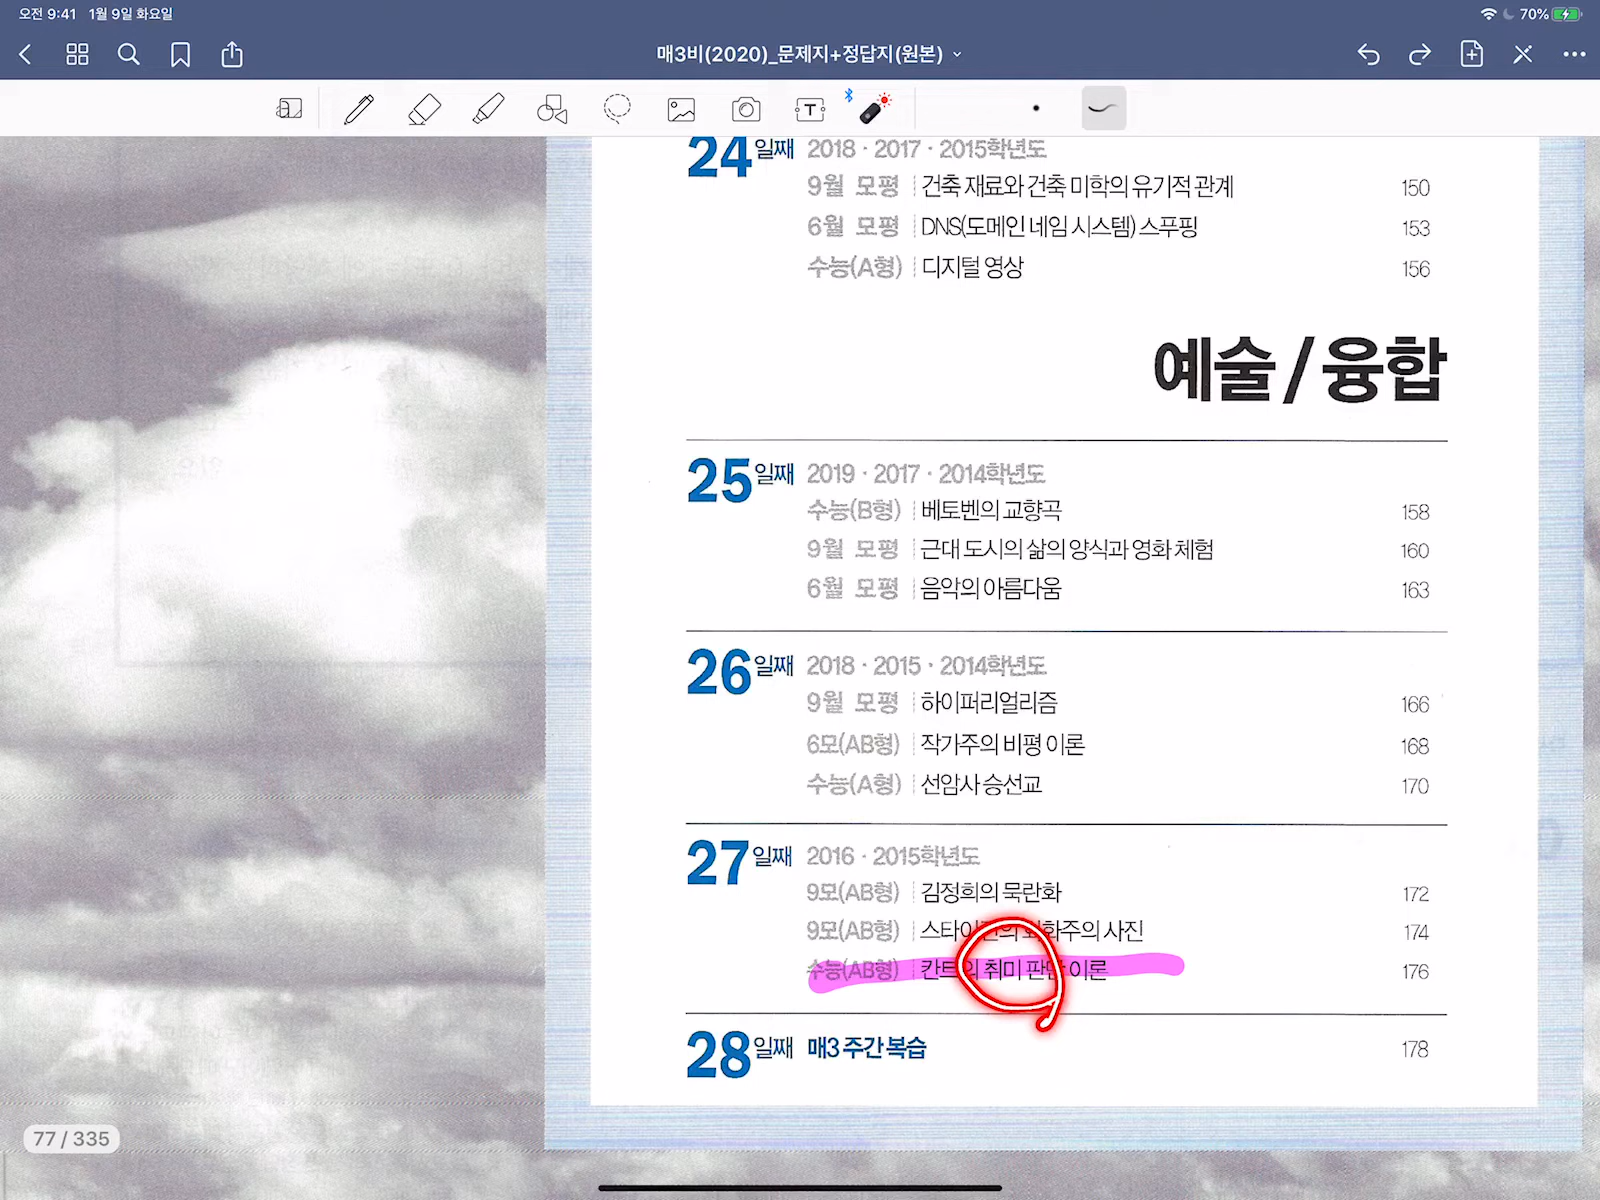 오전 9:41 1월 9일 화요일
70%
매3비(2020)_문제지+정답지(원본)
24일째 2018·2017·2015학년도
9월 모평 건축 재료와 건축 미학의 유기적 관계 150
6월 모평 DNS(도메인 네임 시스템) 스푸핑 153
수능(A형) 디지털 영상 156
예술/융합
25일째 2019·2017·2014학년도
수능(B형) 베토벤의 교향곡 158
9월 모평 근대 도시의 삶의 양식과 영화 체험 160
6월 모평 음악의 아름다움 163
26일째 2018·2015·2014학년도
9월 모평 하이퍼리얼리즘 166
6모(AB형) 작가주의 비평 이론 168
수능(A형) 선암사 승선교 170
27일째 2016·2015학년도
9모(AB형) 김정희의 묵란화 172
9모(AB형) 스타이컨의 회화주의 사진 174
수능(AB형) 칸트의 취미 판단 이론 176
28일째 매3 주간 복습 178
77 / 335